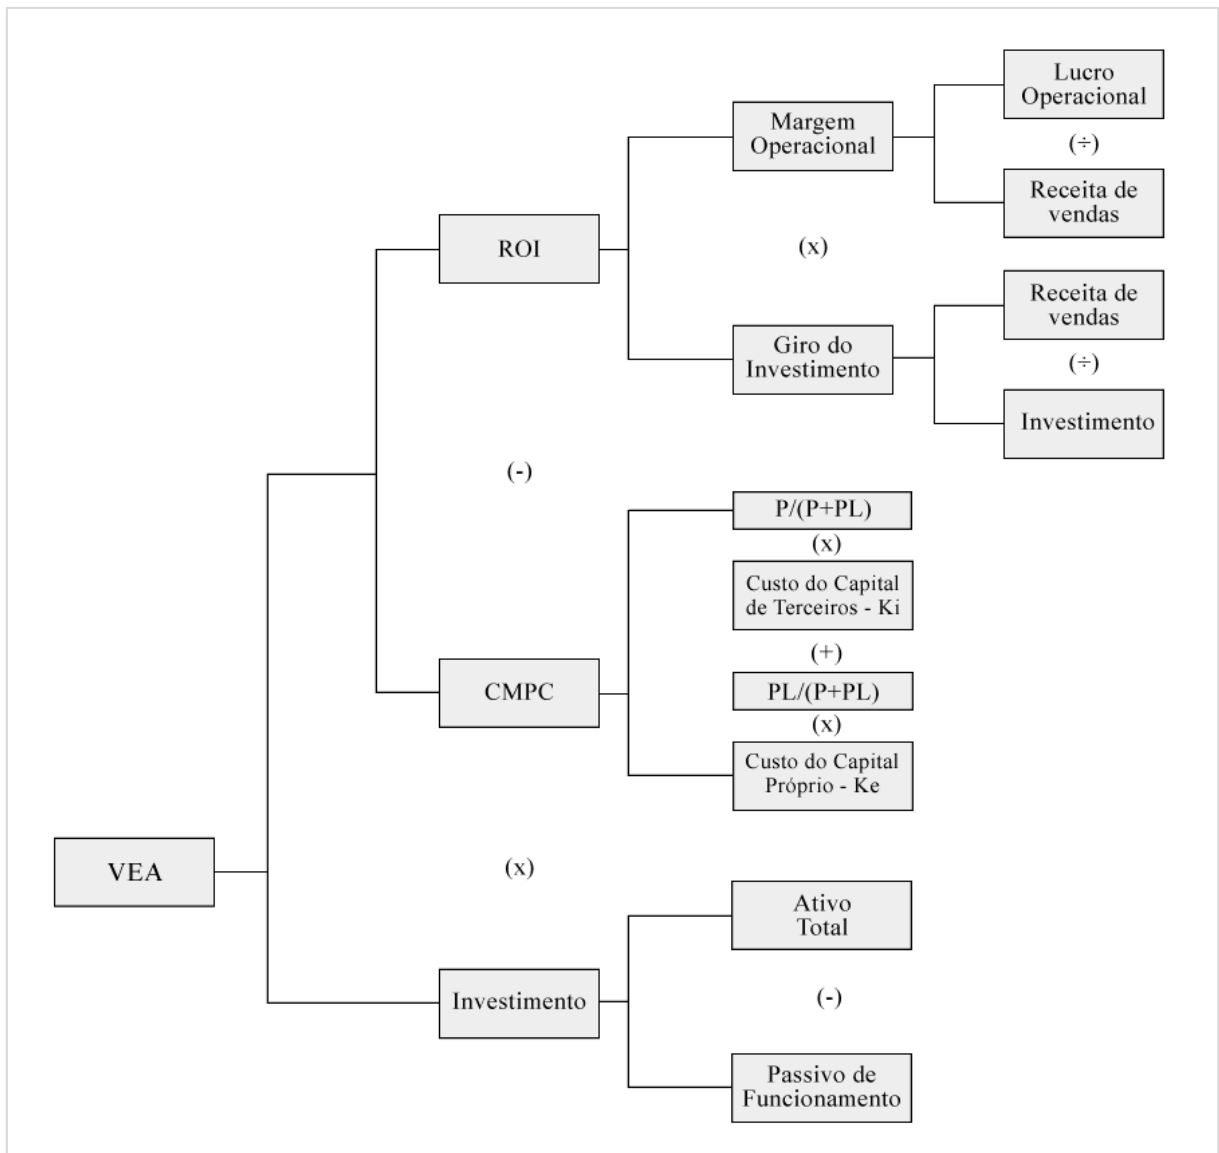 Lucro
Operacional
(÷)
Receita de
vendas
Margem
Operacional
(x)
ROI
Receita de
vendas
(÷)
Investimento
Giro do
Investimento
(-)
P/(P+PL)
(x)
Custo do Capital
de Terceiros - Ki
(+)
PL/(P+PL)
(x)
Custo do Capital
Próprio - Ke
CMPC
VEA
(x)
Ativo
Total
(-)
Investimento
Passivo de
Funcionamento